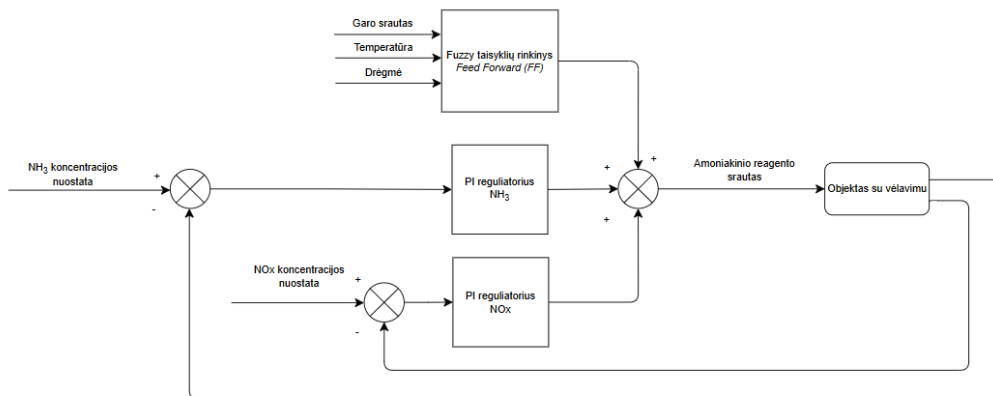 Garo srautas
Temperatūra
Drėgmė
Fuzzy taisyklių rinkinys
Feed Forward (FF)
NH3 koncentracijos
nuostata
+
-
PI reguliatorius
NH3
+
+
+
Amoniakinio reagento
srautas
Objektas su vėlavimu
NOx koncentracijos
nuostata
+
-
PI reguliatorius
NOx